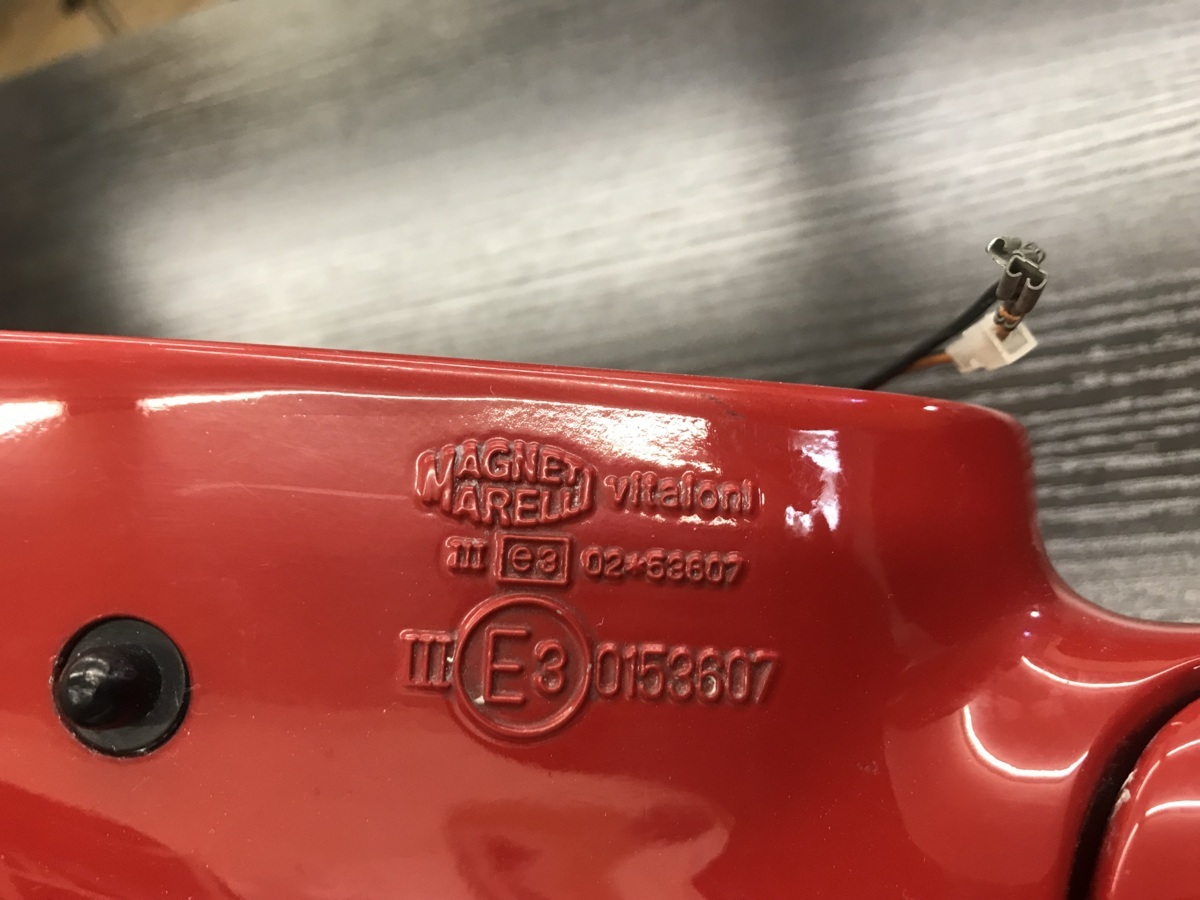 MAGNETI
MARELLI vitaloni
III e3 02*53607
III E3 0153607